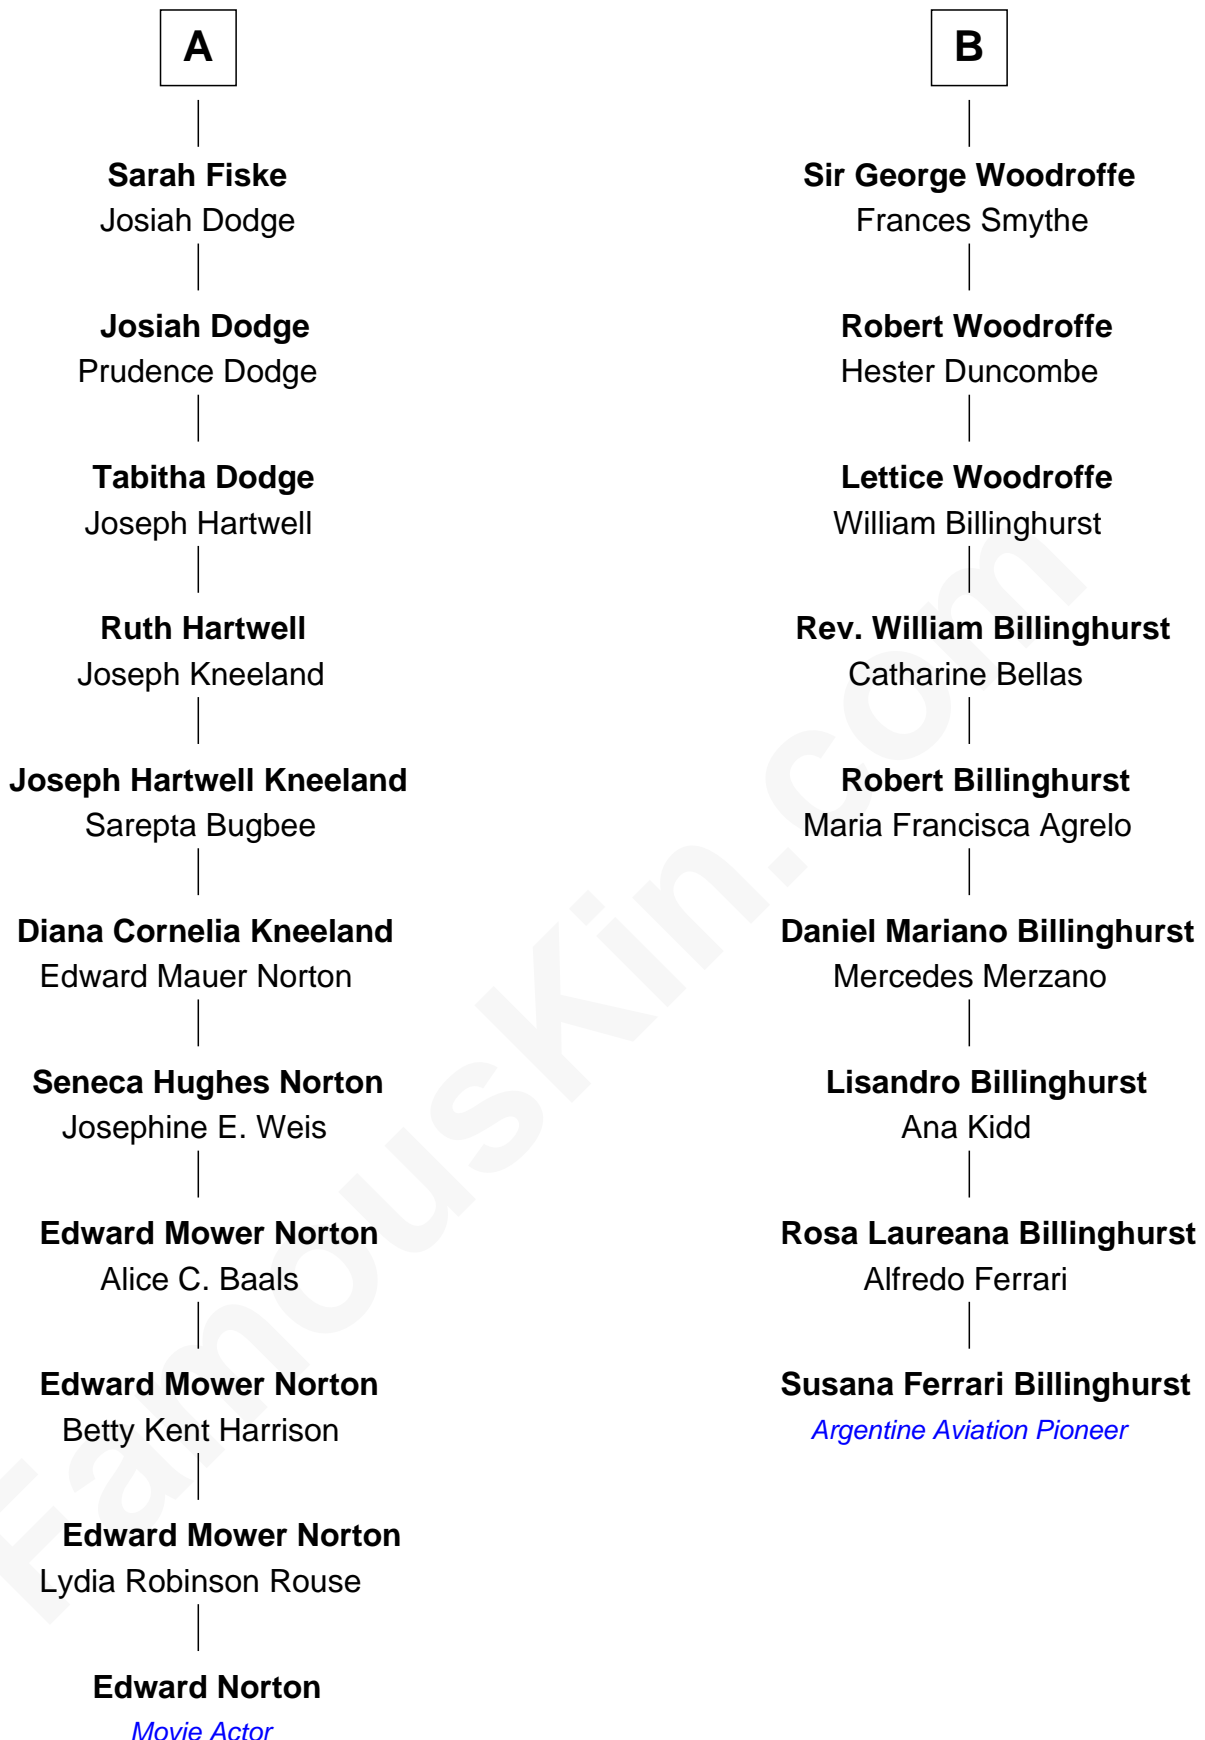 A
Sarah Fiske
Josiah Dodge
Josiah Dodge
Prudence Dodge
Tabitha Dodge
Joseph Hartwell
Ruth Hartwell
Joseph Kneeland
Joseph Hartwell Kneeland
Sarepta Bugbee
Diana Cornelia Kneeland
Edward Mauer Norton
Seneca Hughes Norton
Josephine E. Weis
Edward Mower Norton
Alice C. Baals
Edward Mower Norton
Betty Kent Harrison
Edward Mower Norton
Lydia Robinson Rouse
Edward Norton
Movie Actor
B
Sir George Woodroffe
Frances Smythe
Robert Woodroffe
Hester Duncombe
Lettice Woodroffe
William Billinghurst
Rev. William Billinghurst
Catharine Bellas
Robert Billinghurst
Maria Francisca Agrelo
Daniel Mariano Billinghurst
Mercedes Merzano
Lisandro Billinghurst
Ana Kidd
Rosa Laureana Billinghurst
Alfredo Ferrari
Susana Ferrari Billinghurst
Argentine Aviation Pioneer
FamousKin.com